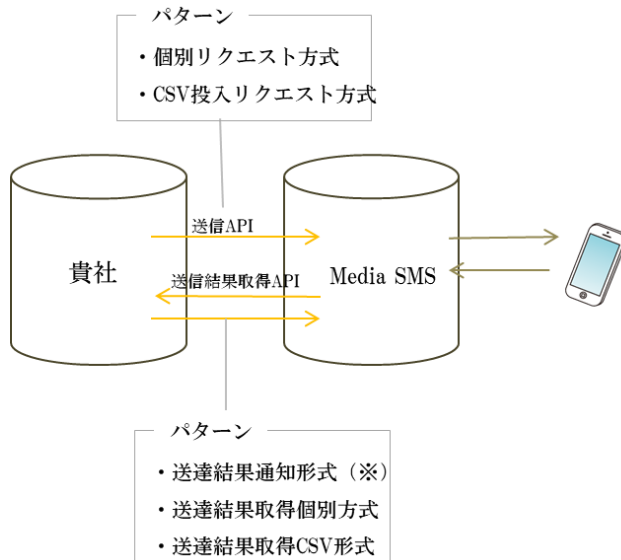 パターン
・個別リクエスト方式
・CSV投入リクエスト方式
送信API
貴社
送信結果取得API
Media SMS
パターン
・送達結果通知形式（※）
・送達結果取得個別方式
・送達結果取得CSV形式